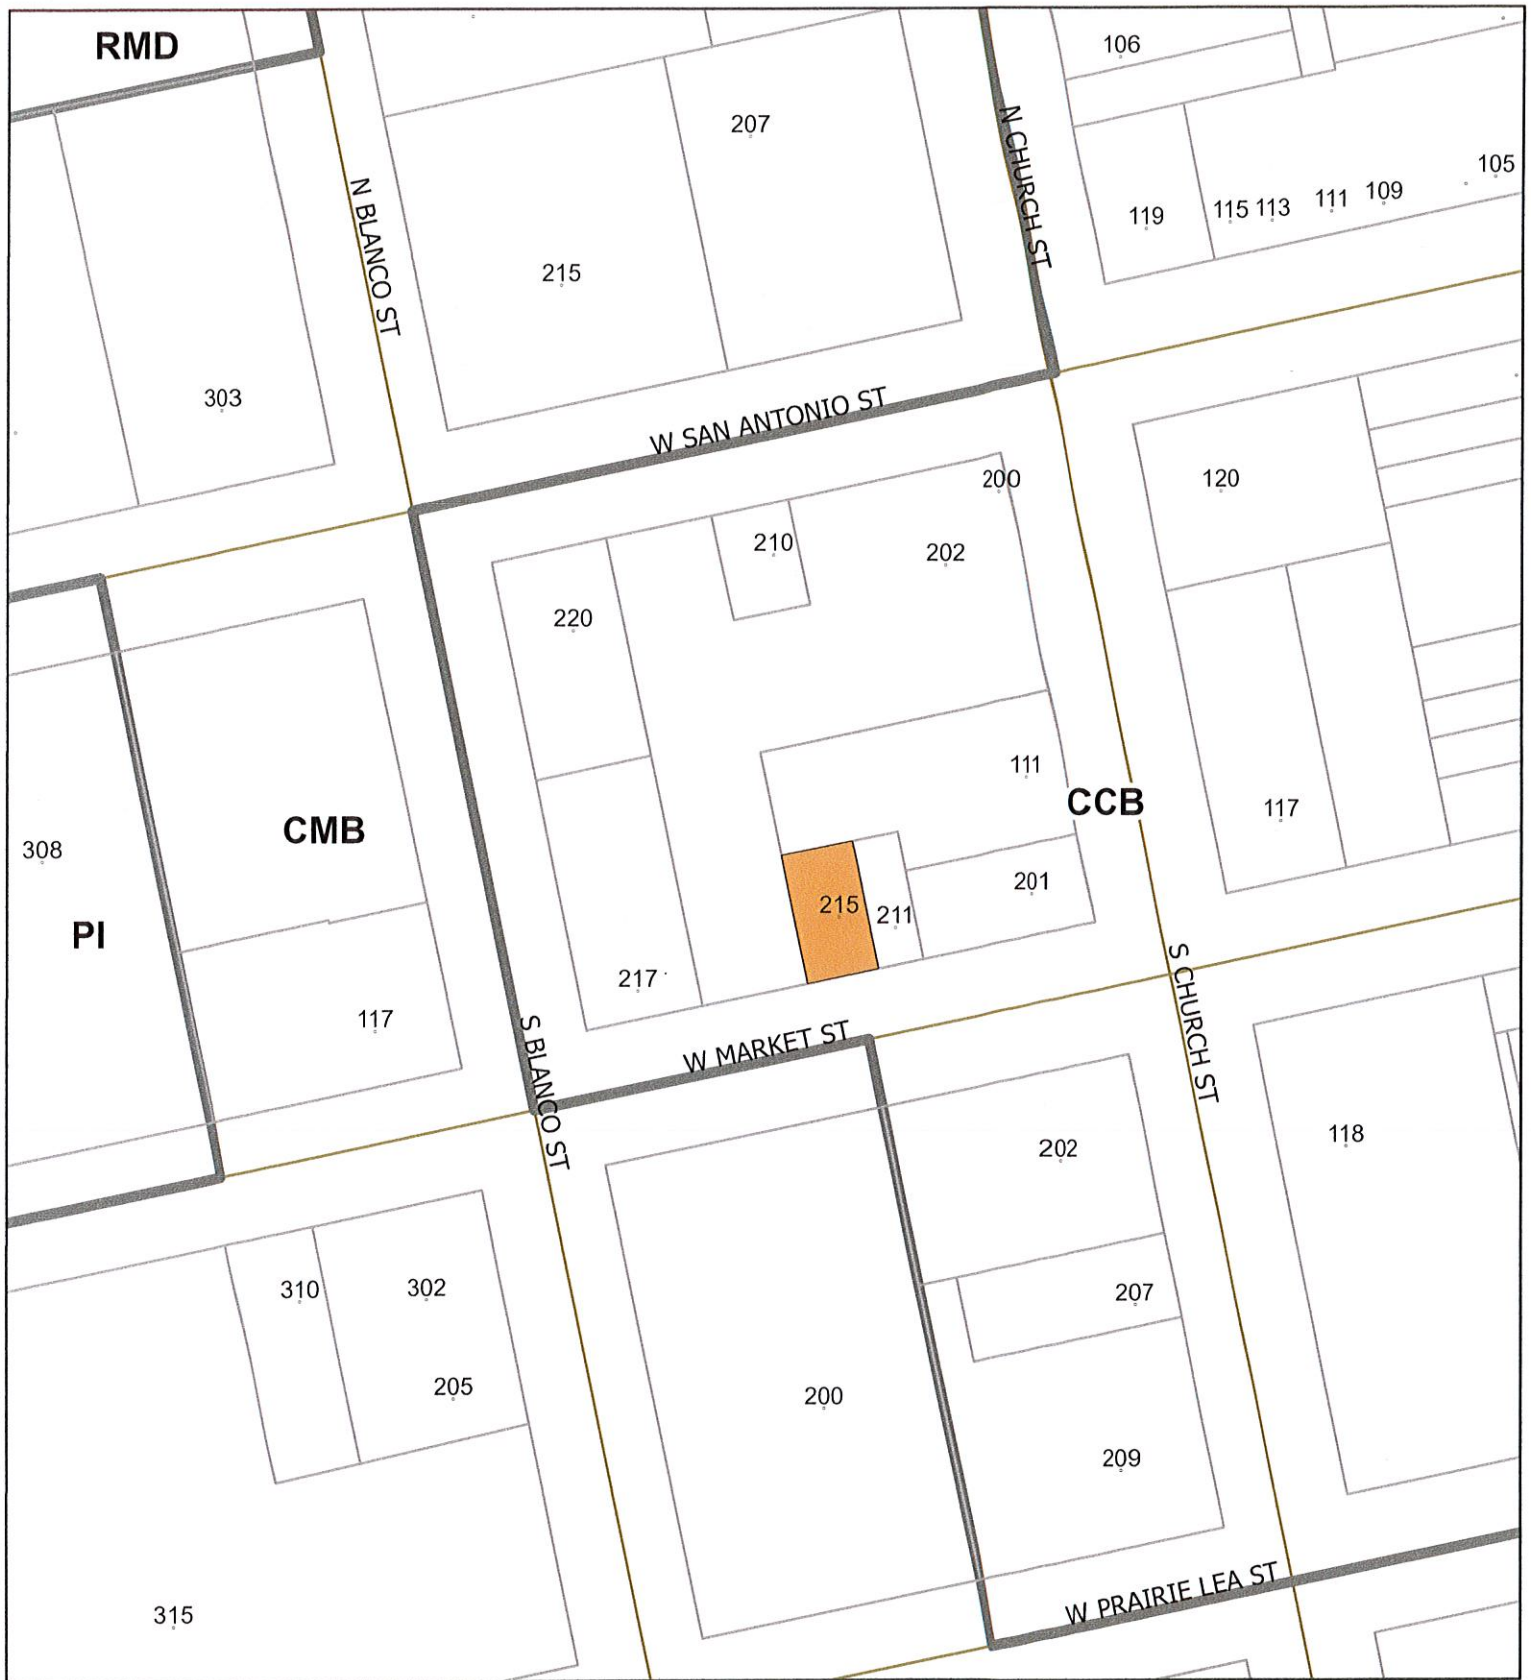 RMD
106
207
N CHURCH ST
105
109
111
115
113
119
N BLANCO ST
215
303
W SAN ANTONIO ST
200
120
210
202
220
111
CCB
117
CMB
308
PI
201
215
211
217
117
S BLANCO ST
W MARKET ST
S CHURCH ST
118
202
310
302
207
205
200
209
W PRAIRIE LEA ST
315